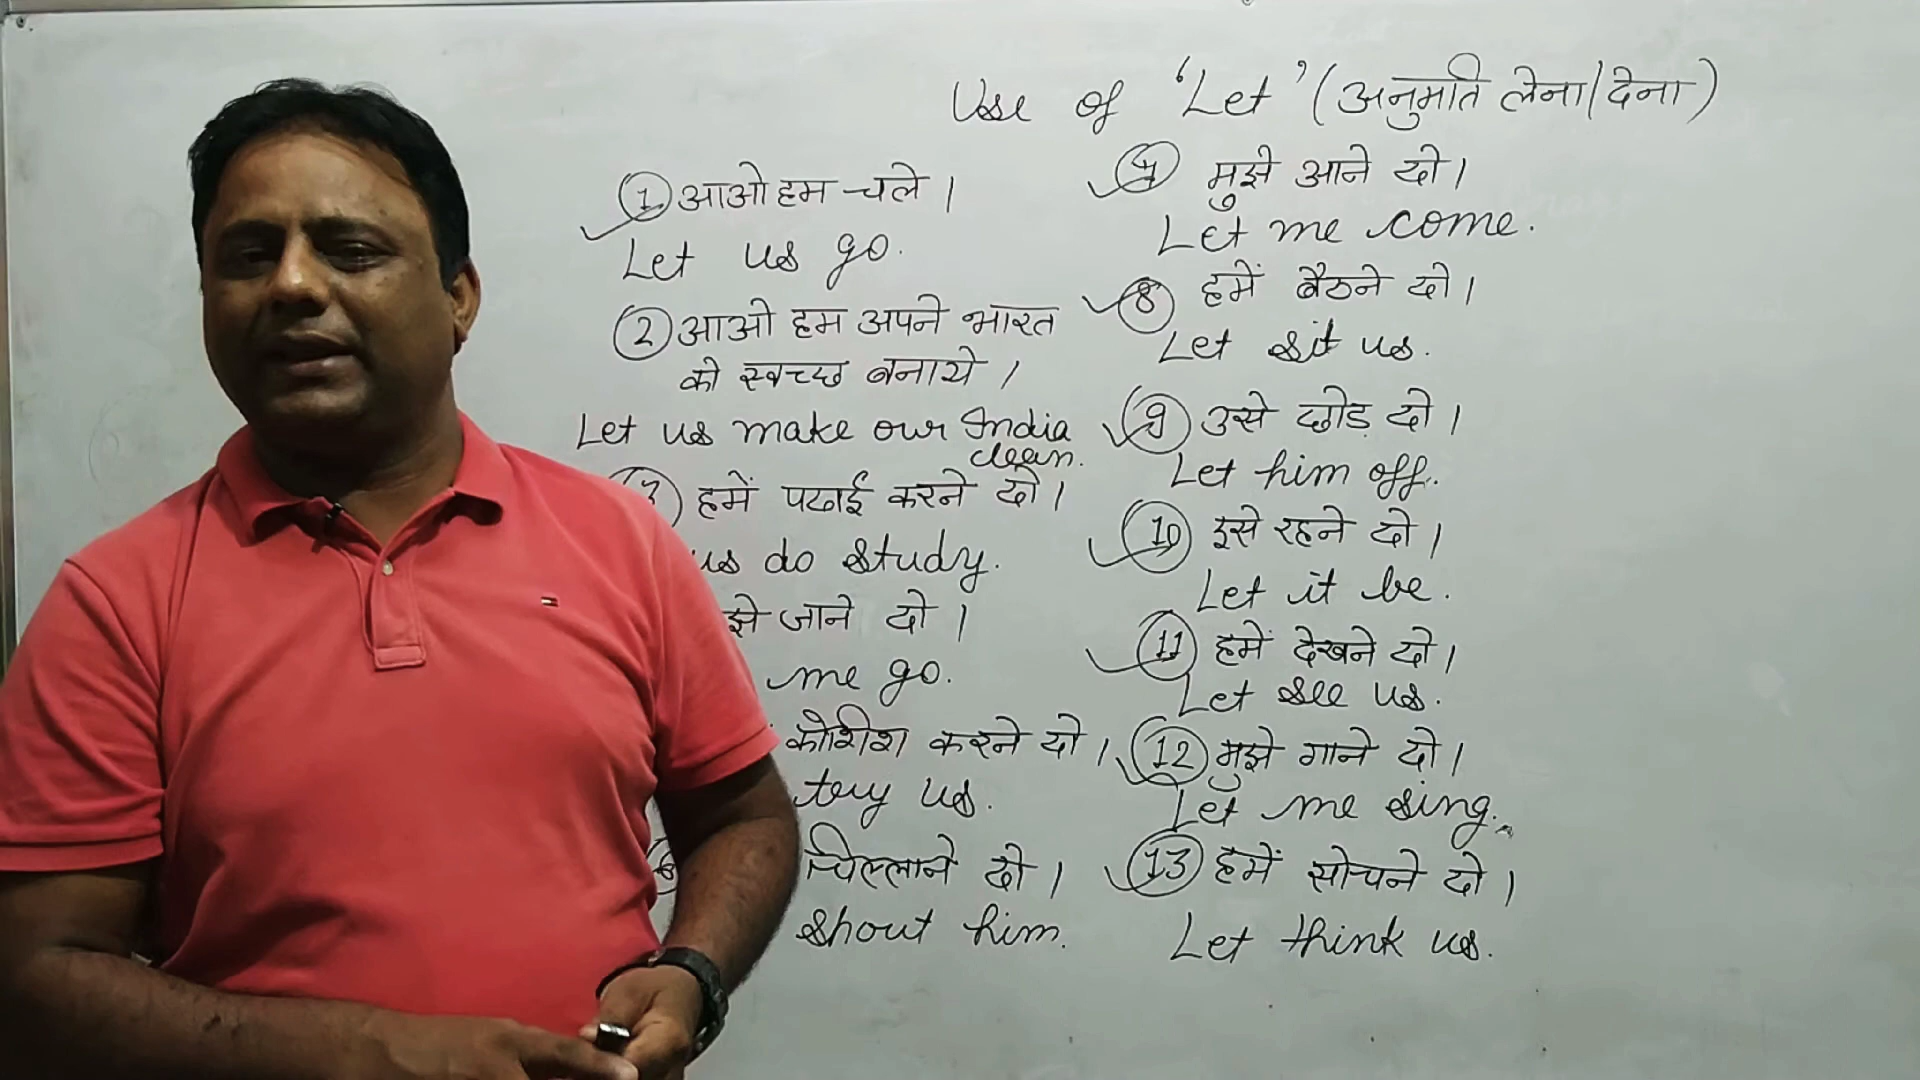 Use of 'Let' (अनुमति लेना/देना)
① आओ हम चले।
Let us go.
② आओ हम अपने भारत
को स्वच्छ बनाये।
Let us make our India
clean.
हमें पढाई करने दो।
us do study.
झे जाने दो।
me go.
कोशिश करने दो।
try us.
चिल्लाने दो।
shout him.
मुझे आने दो।
Let me come.
⑧ हमें बैठने दो।
Let sit us.
⑨ उसे छोड़ दो।
Let him off.
⑩ इसे रहने दो।
Let it be.
⑪ हमें देखने दो।
Let see us.
⑫ मुझे गाने दो।
Let me sing.
⑬ हमें सोचने दो।
Let think us.